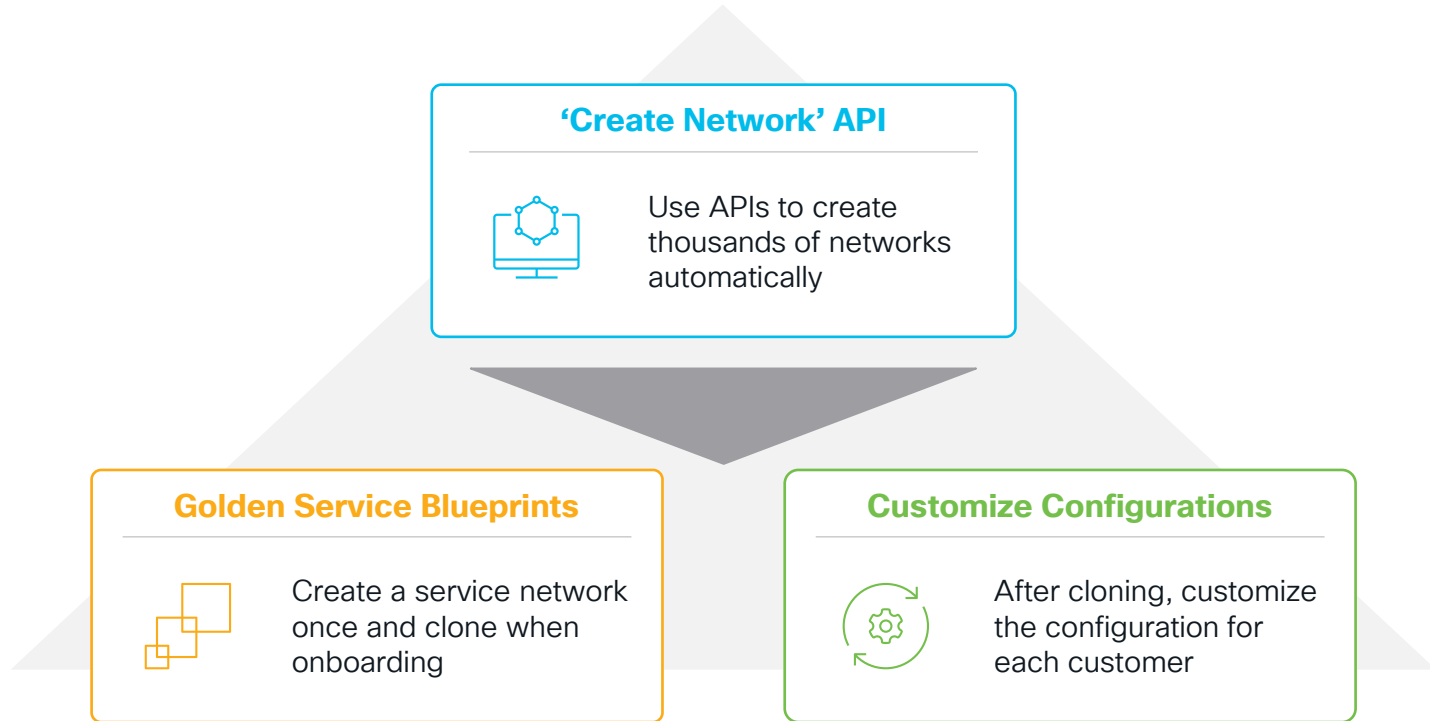 ‘Create Network’ API
Use APIs to create
thousands of networks
automatically
Golden Service Blueprints
Create a service network
once and clone when
onboarding
Customize Configurations
After cloning, customize
the configuration for
each customer